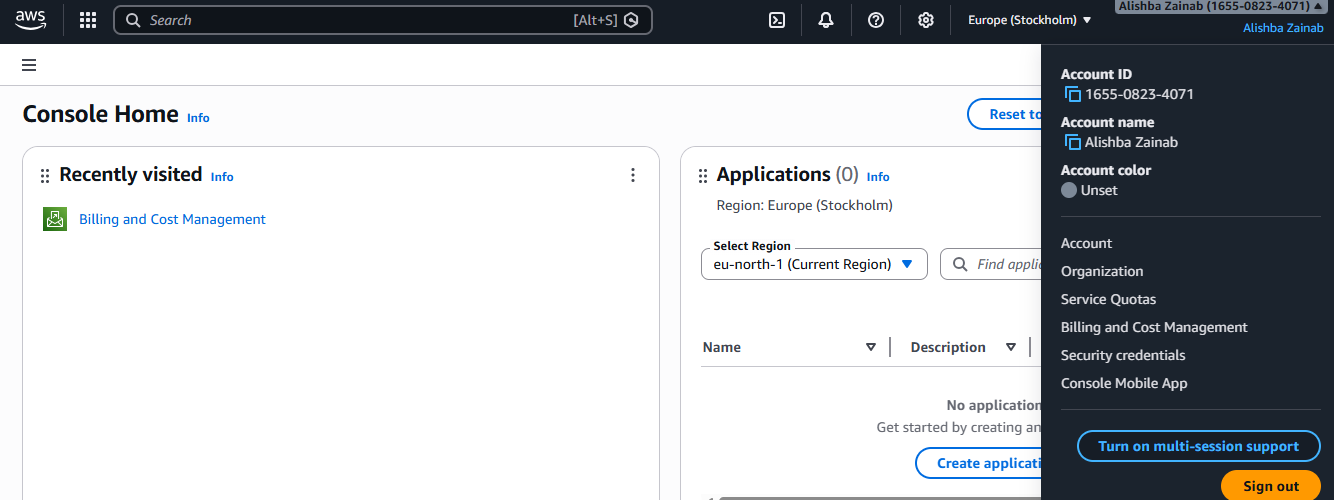 aws
Search [Alt+S]
Europe (Stockholm)
Alishba Zainab (1655-0823-4071)
Alishba Zainab
Console Home Info
Reset to
Recently visited Info
Billing and Cost Management
Applications (0) Info
Region: Europe (Stockholm)
Select Region
eu-north-1 (Current Region)
Name
Description
No application
Get started by creating an
Account ID
1655-0823-4071
Account name
Alishba Zainab
Account color
Unset
Account
Organization
Service Quotas
Billing and Cost Management
Security credentials
Console Mobile App
Turn on multi-session support
Sign out